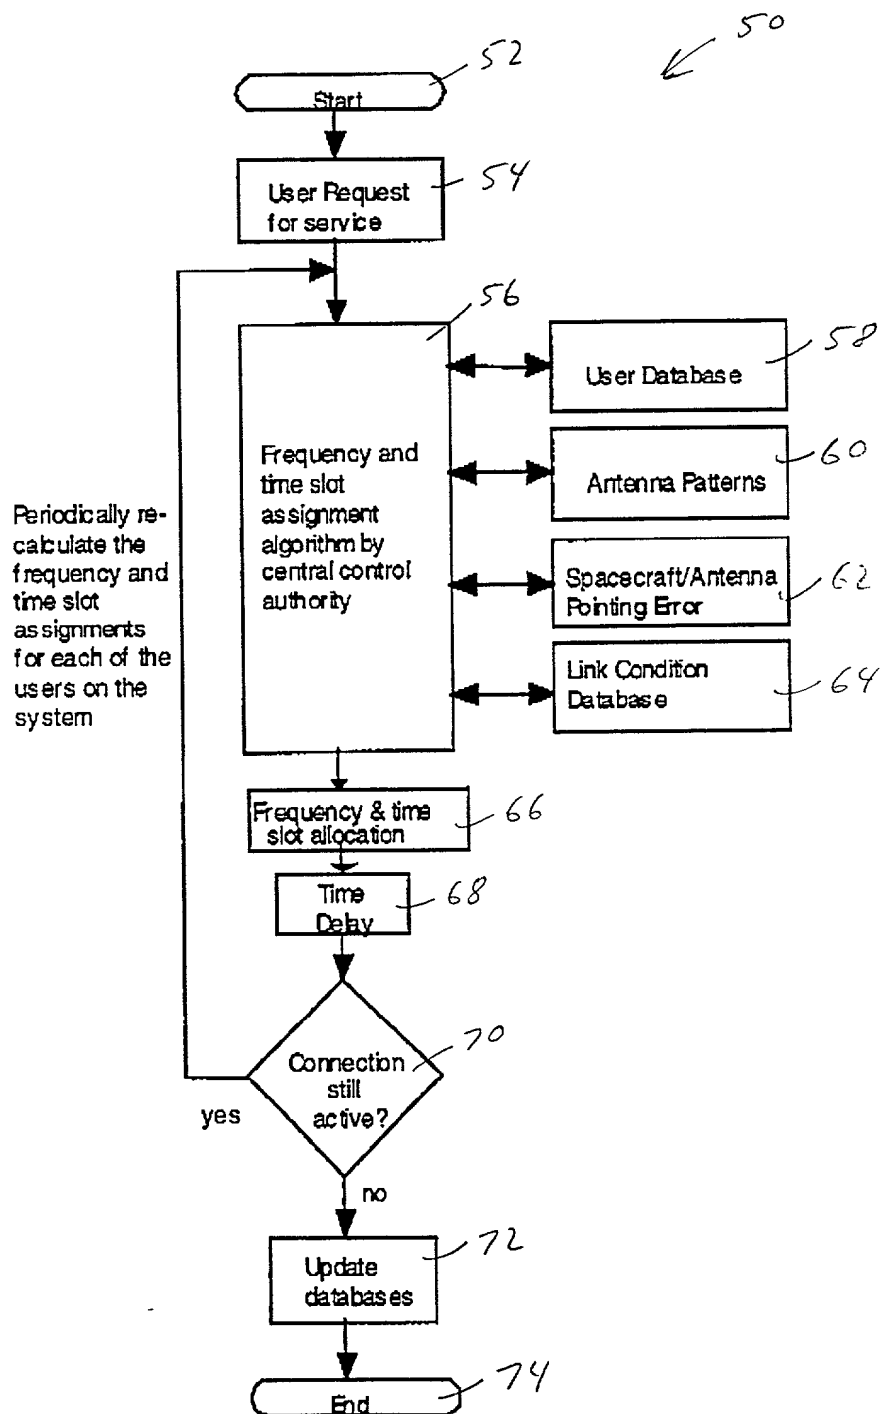 50
52
Start
54
User Request
for service
56
58
User Database
60
Antenna Patterns
Frequency and
time slot
assignment
algorithm by
central control
authority
Spacecraft/Antenna
Pointing Error
62
Link Condition
Database
64
Periodically re-
calculate the
frequency and
time slot
assignments
for each of the
users on the
system
Frequency & time
slot allocation
66
Time
Delay
68
70
Connection
still
active?
yes
no
72
Update
databases
74
End